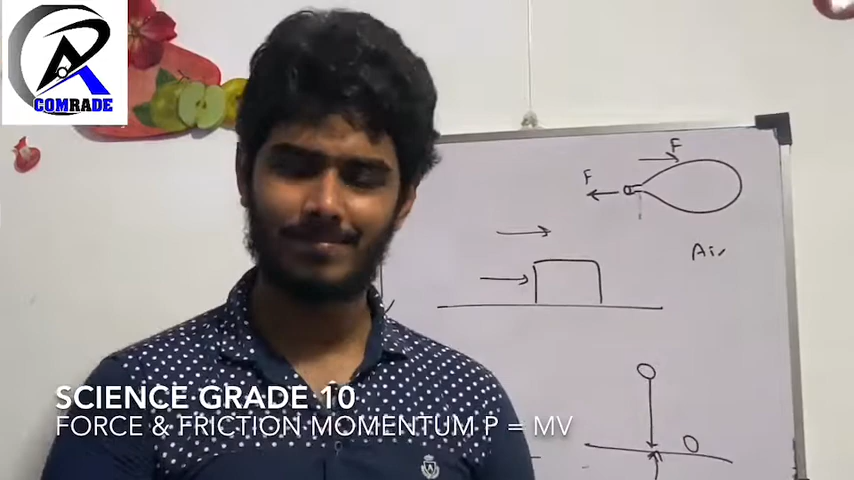 COMRADE
F
F
Air
SCIENCE GRADE 10
FORCE & FRICTION, MOMENTUM P = MV